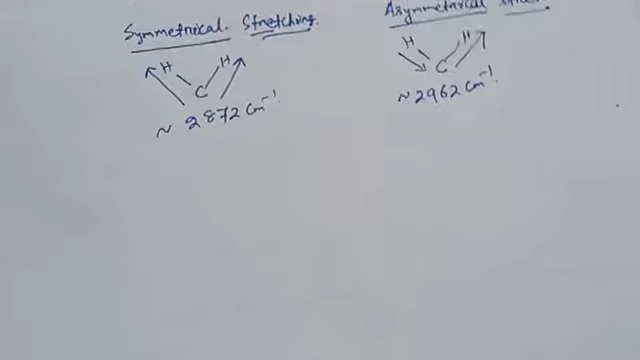 Symmetrical. Stretching.
H H
C
~ 2872 cm⁻¹
Asymmetrical
H H
C
~ 2962 cm⁻¹